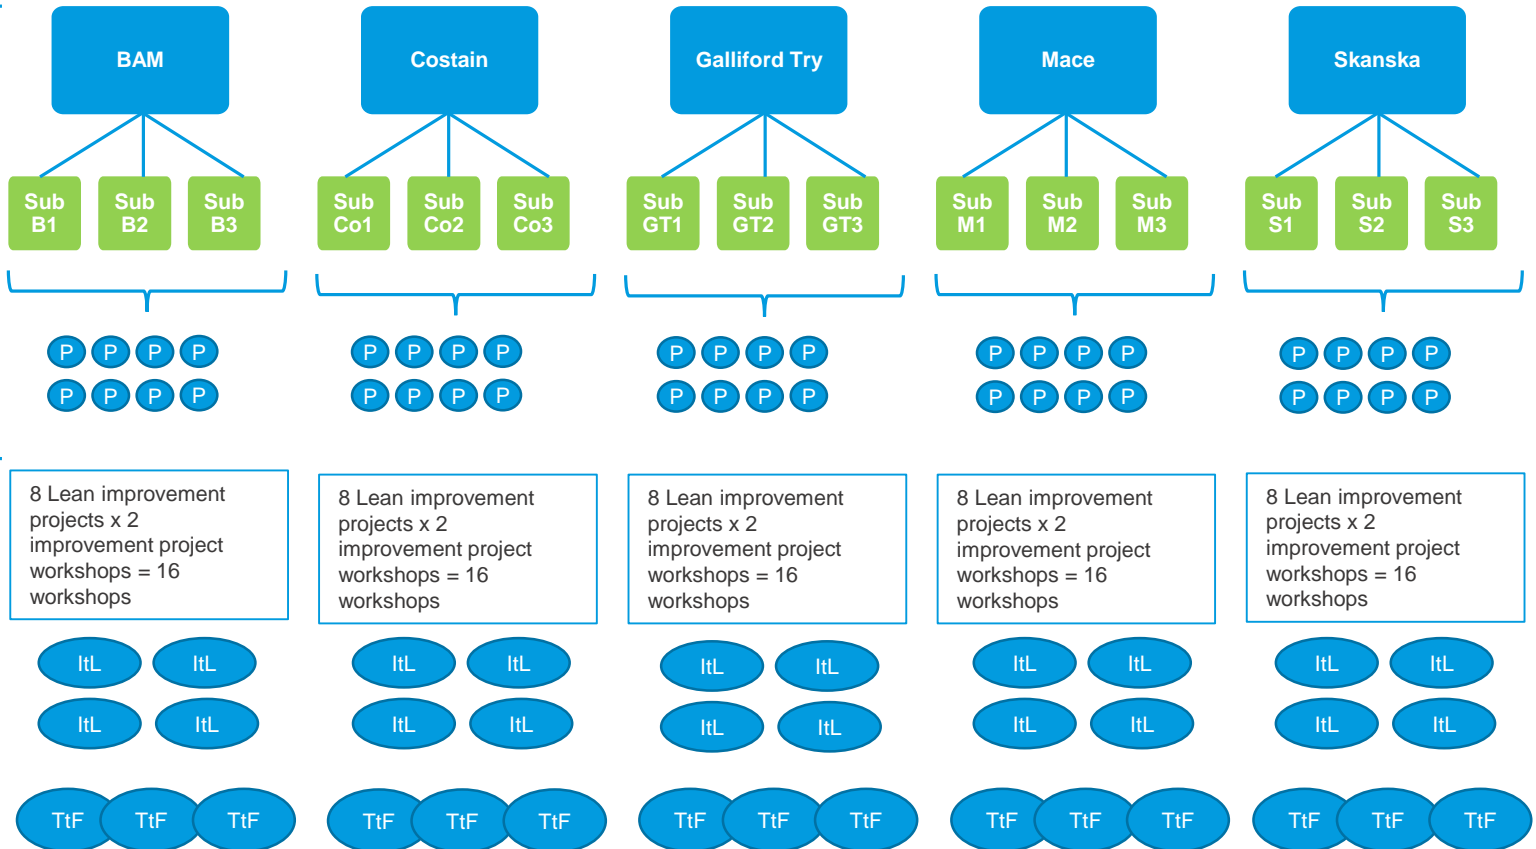 BAM
Costain
Galliford Try
Mace
Skanska
Sub B1
Sub B2
Sub B3
Sub Co1
Sub Co2
Sub Co3
Sub GT1
Sub GT2
Sub GT3
Sub M1
Sub M2
Sub M3
Sub S1
Sub S2
Sub S3
P P P P
P P P P
P P P P
P P P P
P P P P
P P P P
P P P P
P P P P
P P P P
P P P P
8 Lean improvement
projects x 2
improvement project
workshops = 16
workshops
8 Lean improvement
projects x 2
improvement project
workshops = 16
workshops
8 Lean improvement
projects x 2
improvement project
workshops = 16
workshops
8 Lean improvement
projects x 2
improvement project
workshops = 16
workshops
8 Lean improvement
projects x 2
improvement project
workshops = 16
workshops
ItL ItL
ItL ItL
ItL ItL
ItL ItL
ItL ItL
ItL ItL
ItL ItL
ItL ItL
ItL ItL
ItL ItL
TtF TtF TtF
TtF TtF TtF
TtF TtF TtF
TtF TtF TtF
TtF TtF TtF